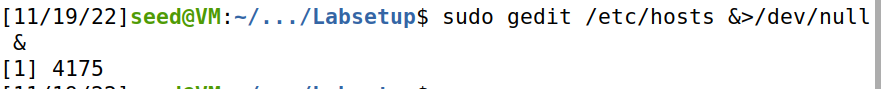 [11/19/22]seed@VM:~/.../Labsetup$ sudo gedit /etc/hosts &>/dev/null
 &
[1] 4175